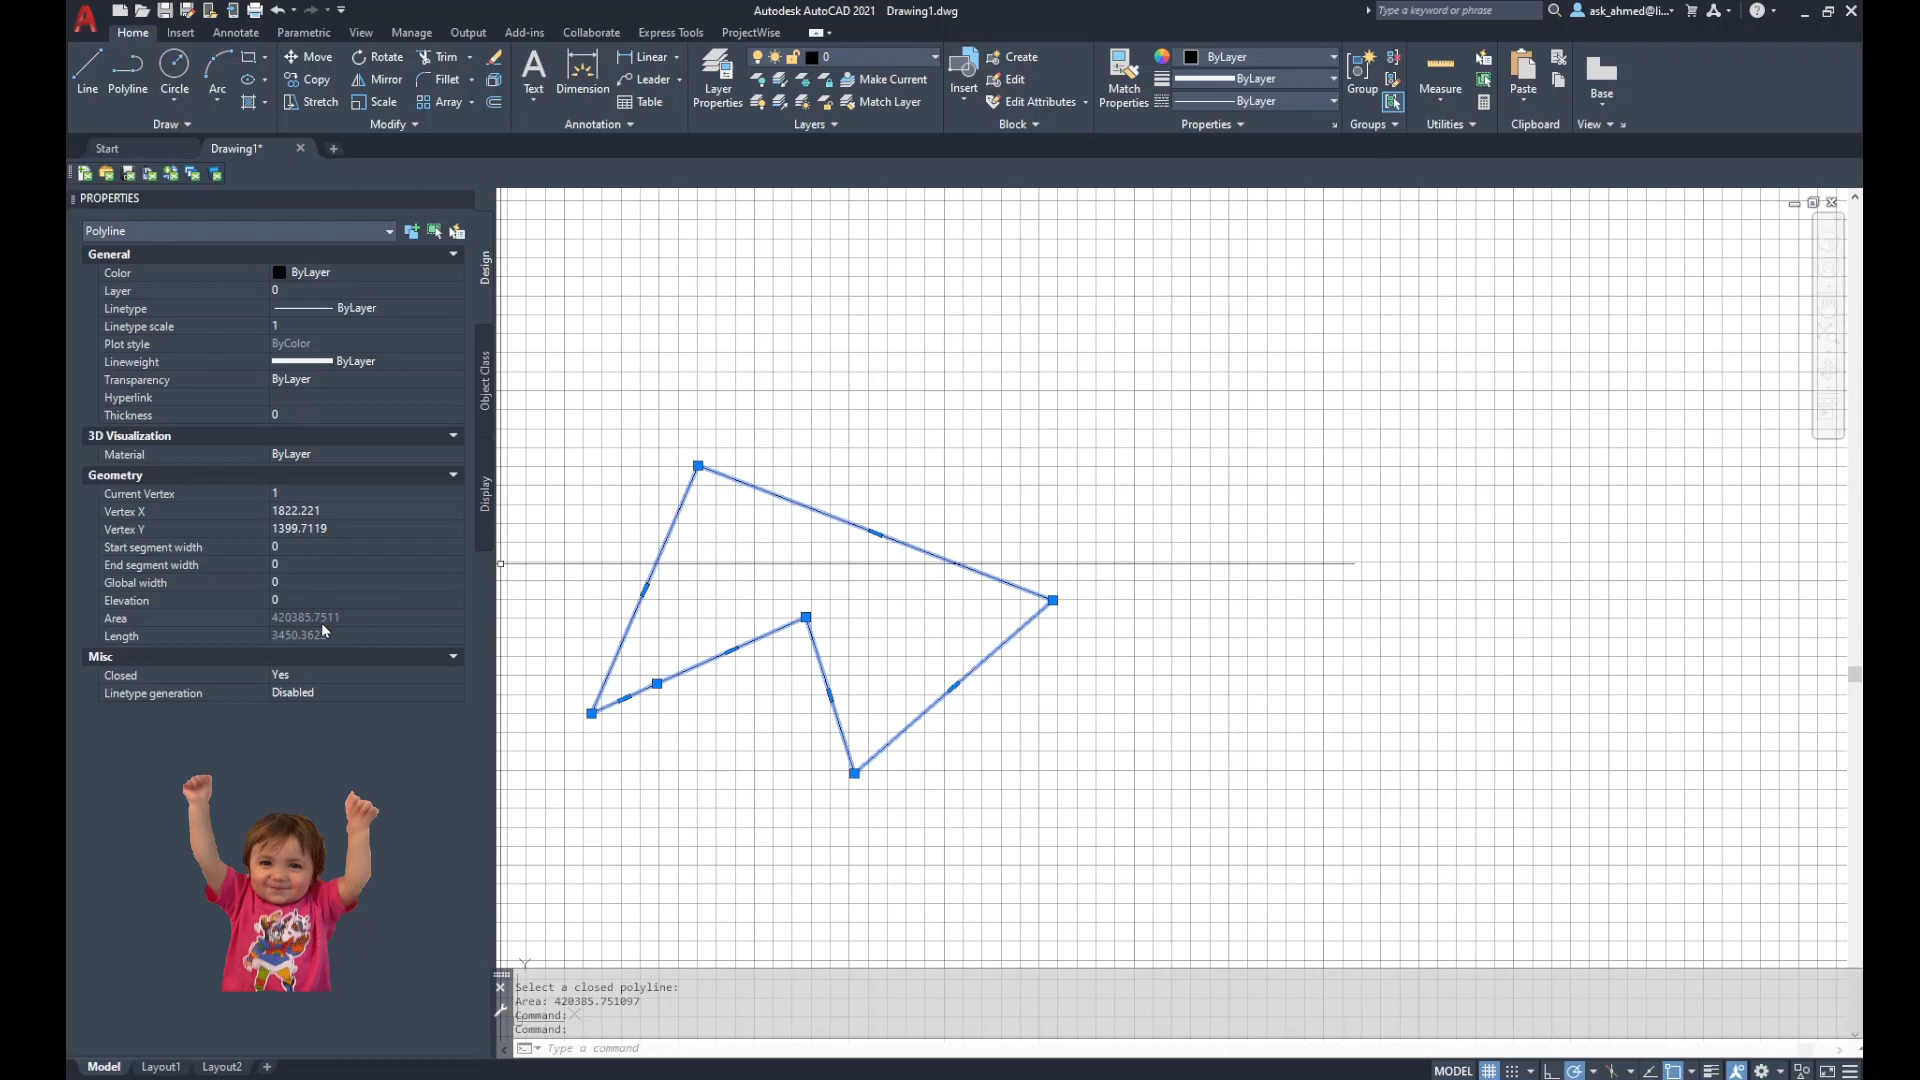 Autodesk AutoCAD 2021 Drawing1.dwg
Type a keyword or phrase
ask_ahmed@li...
Home Insert Annotate Parametric View Manage Output Add-ins Collaborate Express Tools ProjectWise
Line Polyline Circle Arc
Move Rotate Trim
Copy Mirror Fillet
Stretch Scale Array
Text Dimension
Linear
Leader
Table
Layer Properties
0
Make Current
Match Layer
Insert
Create
Edit
Edit Attributes
Match Properties
ByLayer
ByLayer
ByLayer
Group
Measure
Paste
Base
Draw Modify Annotation Layers Block Properties Groups Utilities Clipboard View
Start Drawing1*
PROPERTIES
Polyline
General
Color ByLayer
Layer 0
Linetype ByLayer
Linetype scale 1
Plot style ByColor
Lineweight ByLayer
Transparency ByLayer
Hyperlink
Thickness 0
3D Visualization
Material ByLayer
Geometry
Current Vertex 1
Vertex X 1822.221
Vertex Y 1399.7119
Start segment width 0
End segment width 0
Global width 0
Elevation 0
Area 420385.7511
Length
Misc
Closed Yes
Linetype generation Disabled
Design
Object Class
Display
Y
Select a closed polyline:
Area: 420385.751097
Command:
Command:
Type a command
Model Layout1 Layout2
MODEL